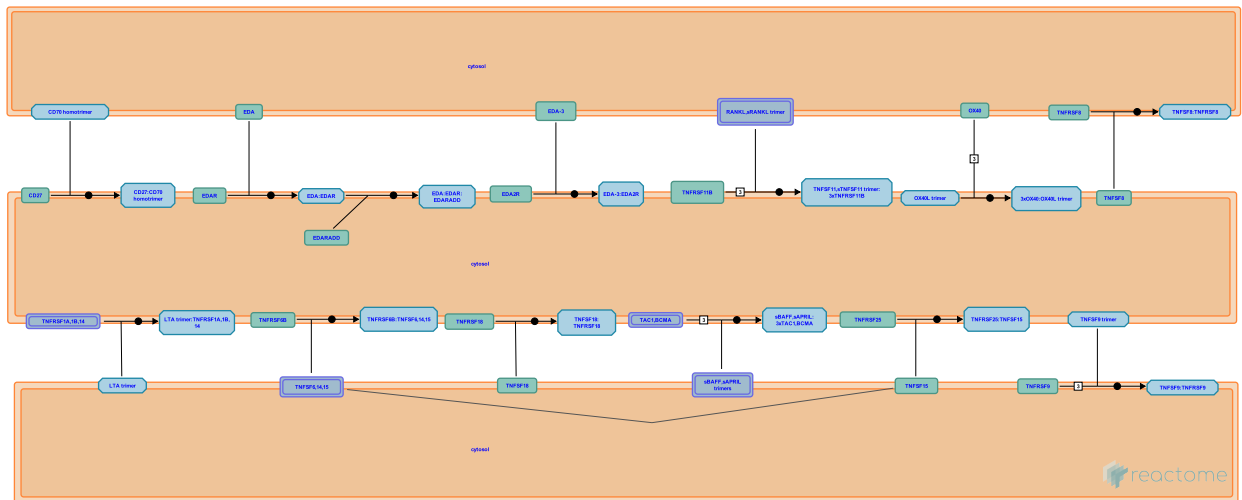 cytosol
CD70 homotrimer
EDA
EDA-3
RANKL,sRANKL trimer
OX40
TNFRSF8
TNFSF8:TNFRSF8
3
CD27
CD27:CD70
homotrimer
EDAR
EDA:EDAR
EDA:EDAR:
EDARADD
EDA2R
EDA-3:EDA2R
TNFRSF11B
3
TNFSF11,sTNFSF11 trimer:
3xTNFRSF11B
OX40L trimer
3xOX40:OX40L trimer
TNFSF8
EDARADD
cytosol
TNFRSF1A,1B,14
LTA trimer:TNFRSF1A,1B,
14
TNFRSF6B
TNFRSF6B:TNFSF6,14,15
TNFRSF18
TNFSF18:
TNFRSF18
TAC1,BCMA
3
sBAFF,sAPRIL:
3xTAC1,BCMA
TNFRSF25
TNFRSF25:TNFSF15
TNFSF9 trimer
LTA trimer
TNFSF6,14,15
TNFSF18
sBAFF,sAPRIL
trimers
TNFSF15
TNFRSF9
3
TNFSF9:TNFRSF9
cytosol
reactome